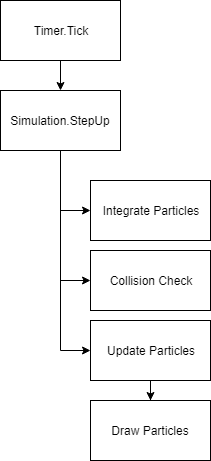 Timer.Tick
Simulation.StepUp
Integrate Particles
Collision Check
Update Particles
Draw Particles